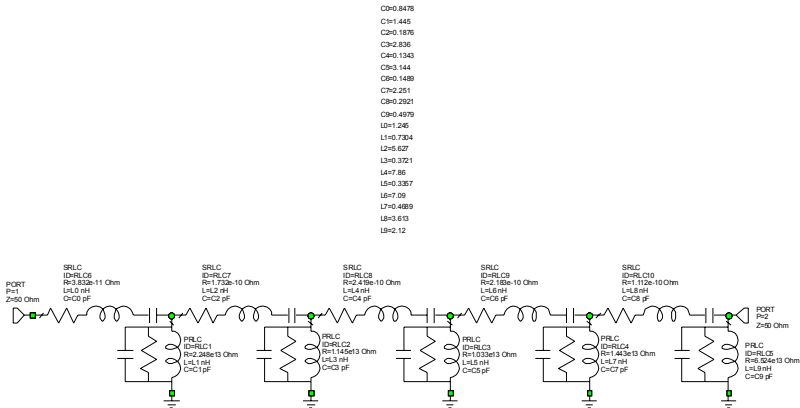 C0=0.8478
C1=1.445
C2=0.1876
C3=2.836
C4=0.1343
C5=3.144
C6=0.1489
C7=2.251
C8=0.2921
C9=0.4979
L0=1.245
L1=0.7304
L2=5.627
L3=0.3721
L4=7.86
L5=0.3357
L6=7.09
L7=0.4689
L8=3.613
L9=2.12
PORT
P=1
Z=50 Ohm
SRLC
ID=RLC6
R=3.832e-11 Ohm
L=L0 nH
C=C0 pF
SRLC
ID=RLC7
R=1.732e-10 Ohm
L=L2 nH
C=C2 pF
SRLC
ID=RLC8
R=2.419e-10 Ohm
L=L4 nH
C=C4 pF
SRLC
ID=RLC9
R=2.183e-10 Ohm
L=L6 nH
C=C6 pF
SRLC
ID=RLC10
R=1.112e-10 Ohm
L=L8 nH
C=C8 pF
PORT
P=2
Z=50 Ohm
PRLC
ID=RLC1
R=2.248e13 Ohm
L=L1 nH
C=C1 pF
PRLC
ID=RLC2
R=1.145e13 Ohm
L=L3 nH
C=C3 pF
PRLC
ID=RLC3
R=1.033e13 Ohm
L=L5 nH
C=C5 pF
PRLC
ID=RLC4
R=1.443e13 Ohm
L=L7 nH
C=C7 pF
PRLC
ID=RLC5
R=6.524e13 Ohm
L=L9 nH
C=C9 pF